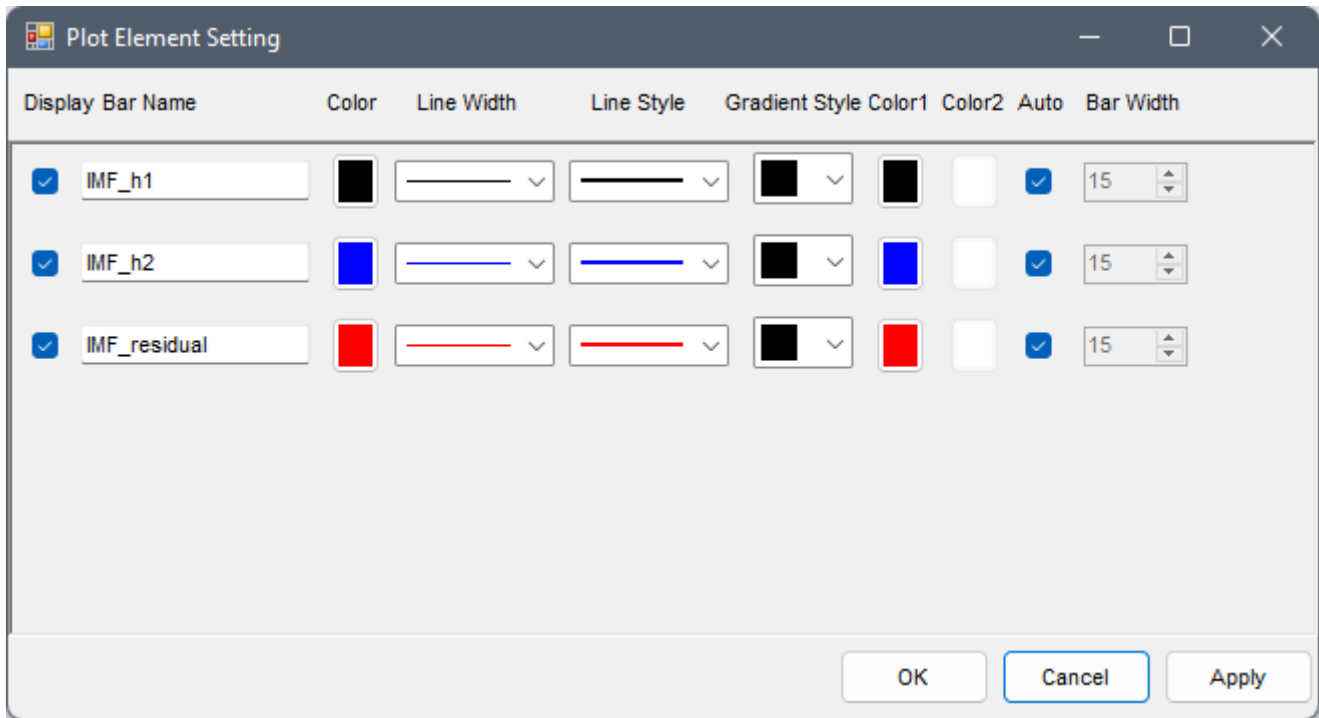 Plot Element Setting
Display Bar Name Color Line Width Line Style Gradient Style Color1 Color2 Auto Bar Width
IMF_h1 15
IMF_h2 15
IMF_residual 15
OK Cancel Apply